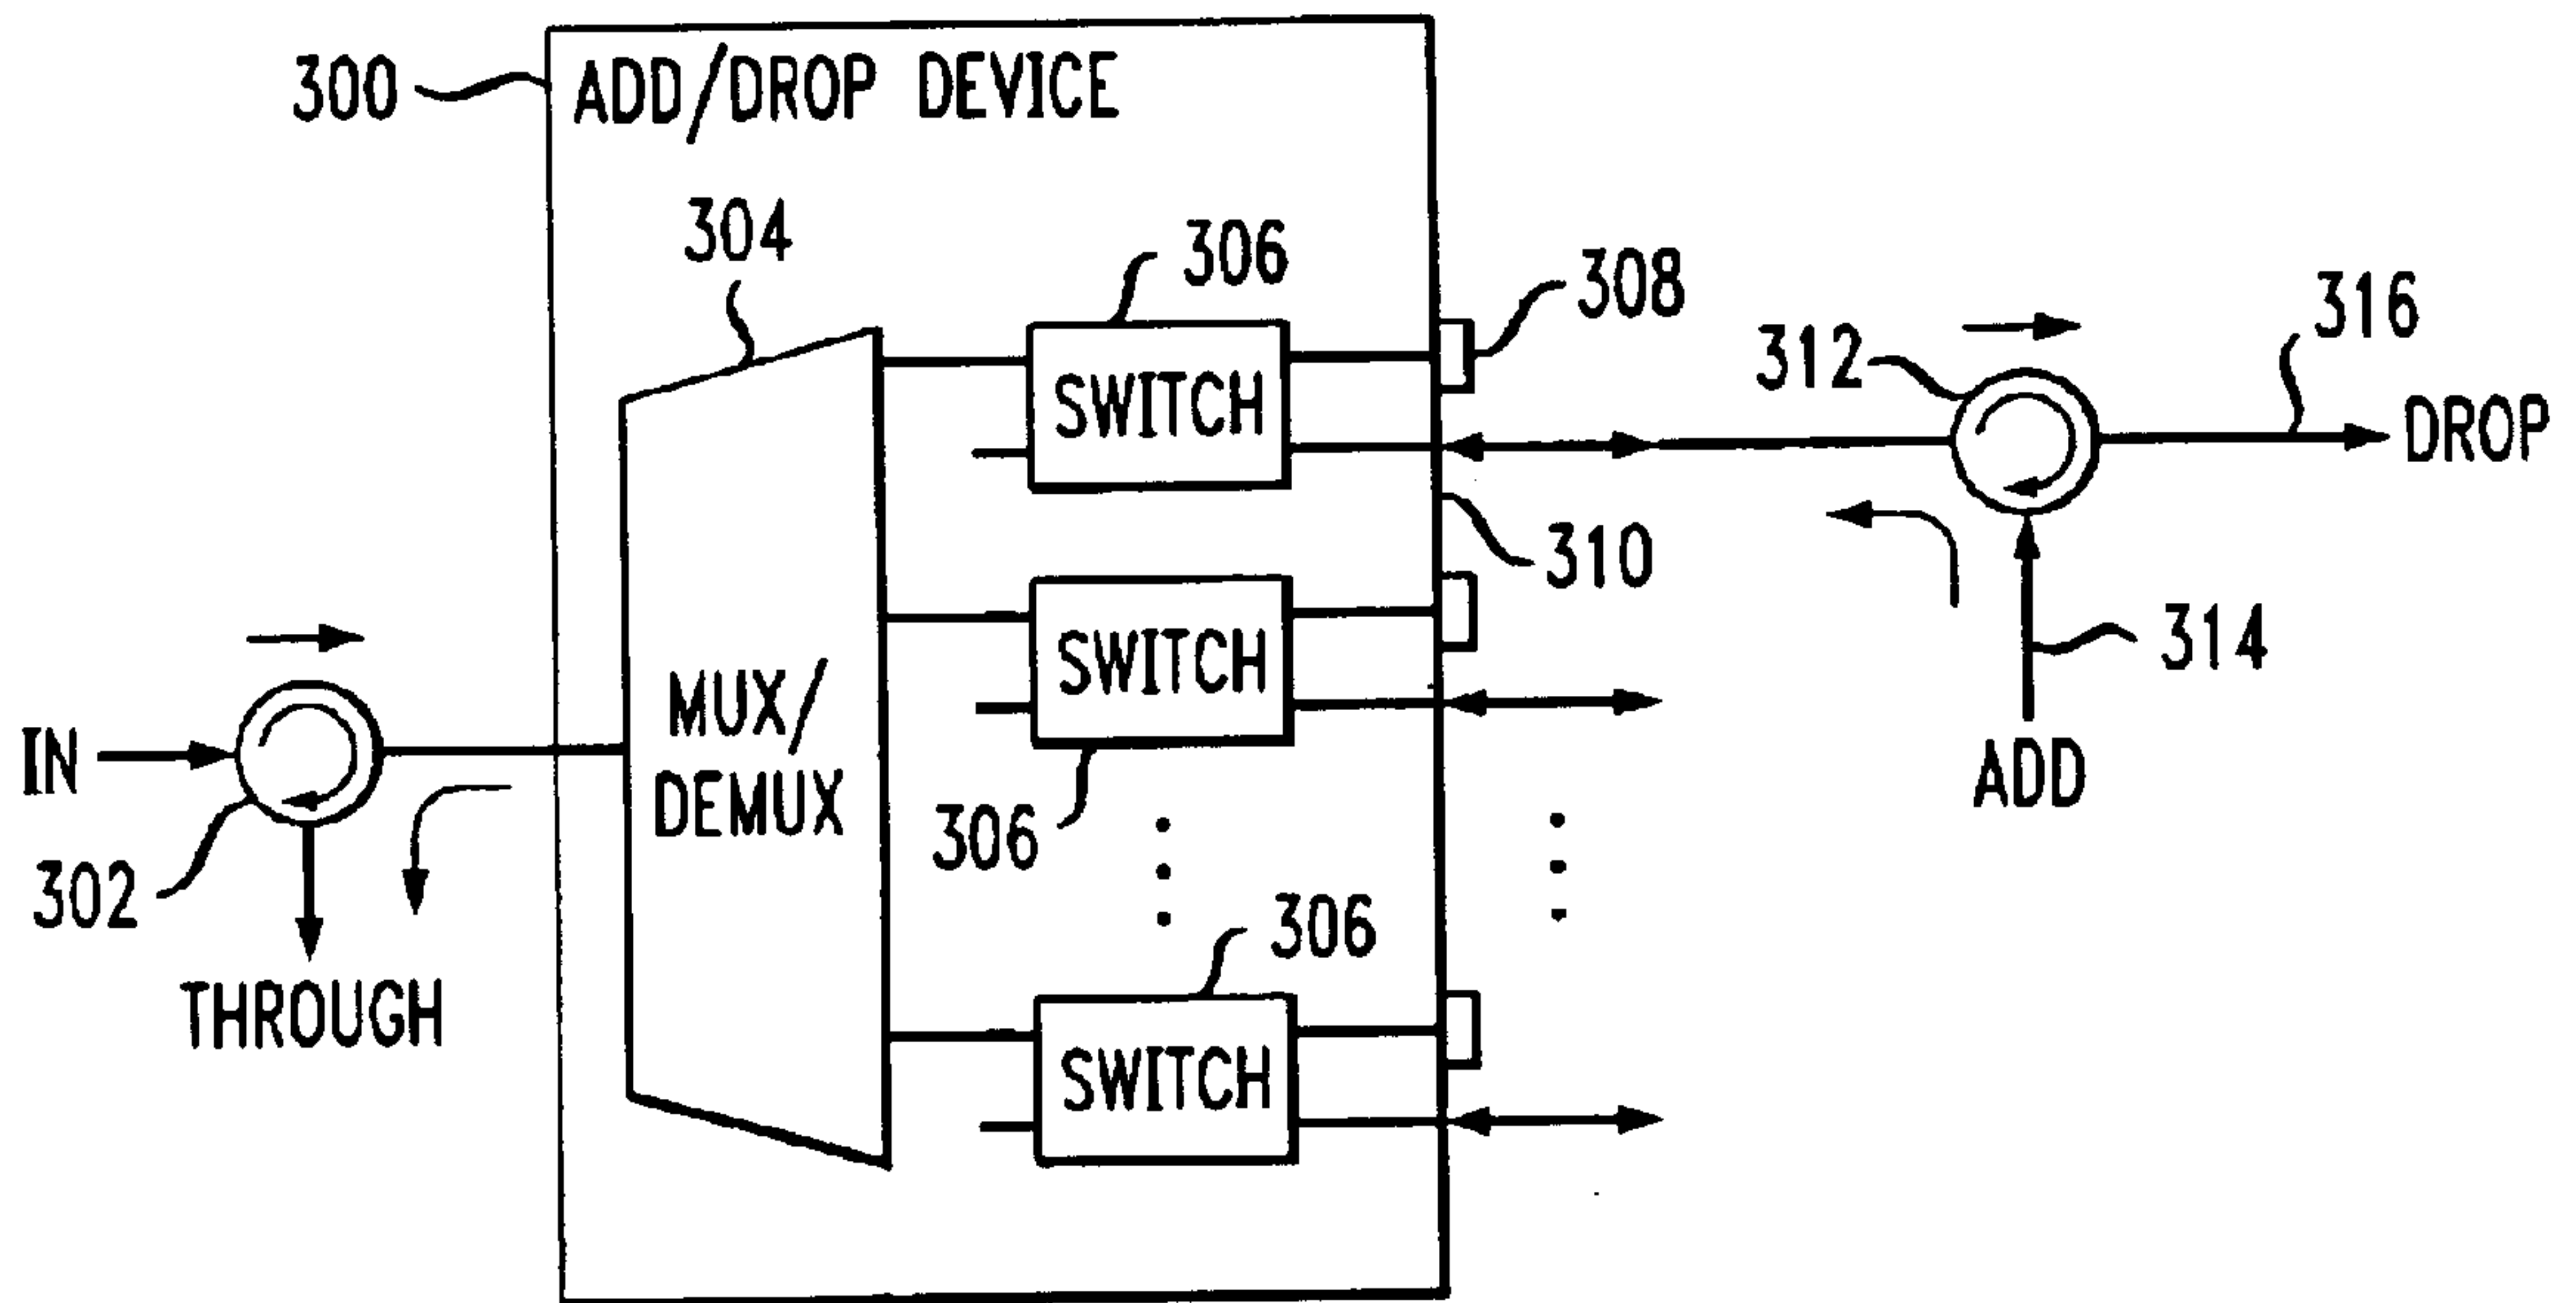 300
ADD/DROP DEVICE
304
306
308
312
316
SWITCH
DROP
310
SWITCH
314
IN
MUX/
DEMUX
ADD
306
302
306
THROUGH
SWITCH